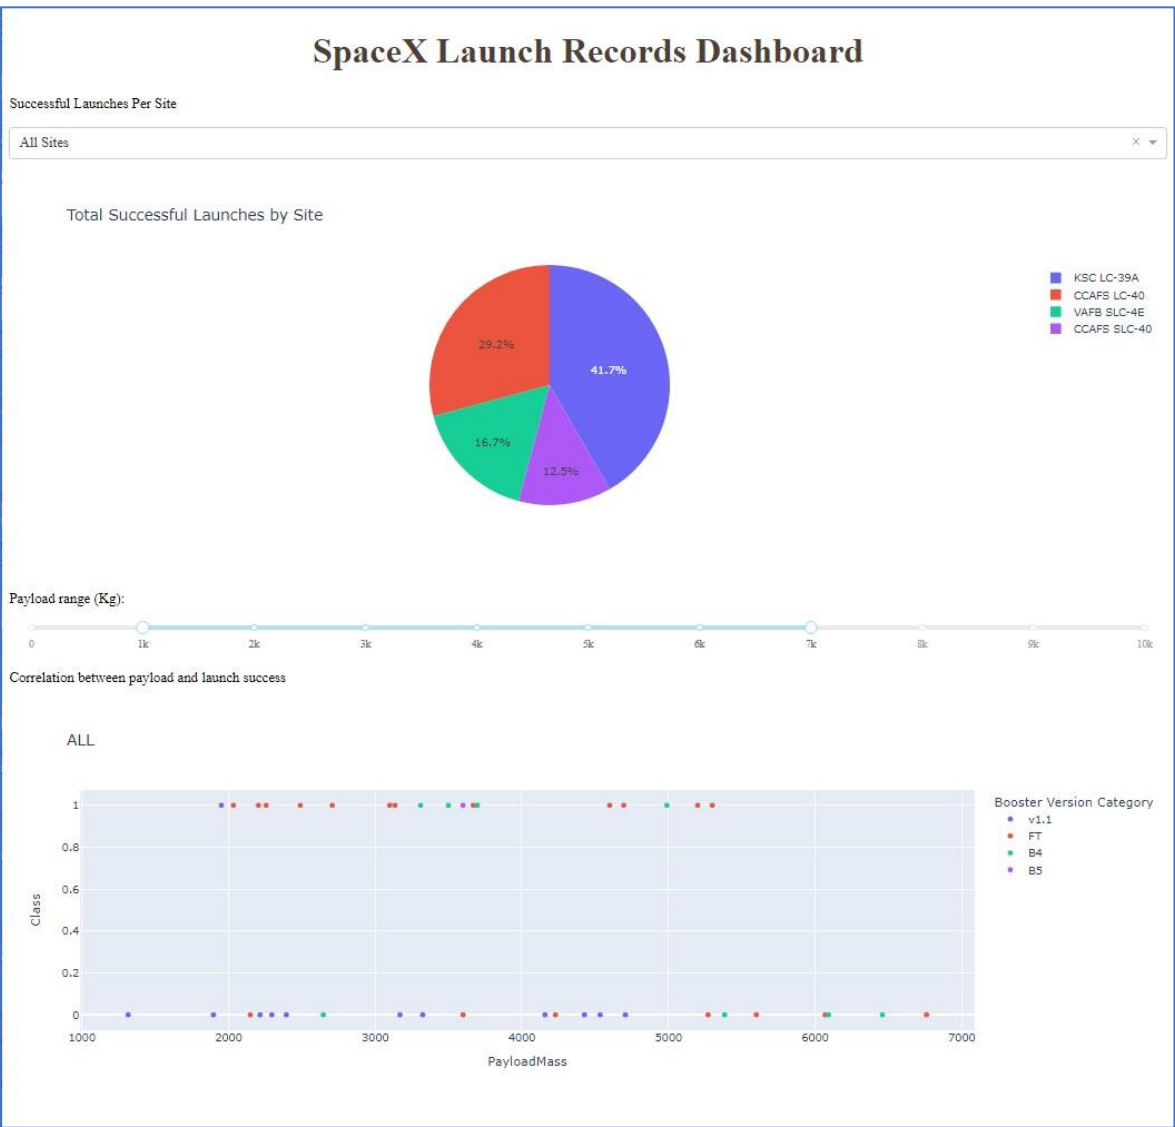 SpaceX Launch Records Dashboard
Successful Launches Per Site
All Sites
×
Total Successful Launches by Site
KSC LC-39A
CCAFS LC-40
VAFB SLC-4E
CCAFS SLC-40
29.2%
41.7%
16.7%
12.5%
Payload range (Kg):
0 1k 2k 3k 4k 5k 6k 7k 8k 9k 10k
Correlation between payload and launch success
ALL
Booster Version Category
v1.1
FT
B4
B5
Class
1
0.8
0.6
0.4
0.2
0
1000 2000 3000 4000 5000 6000 7000
PayloadMass